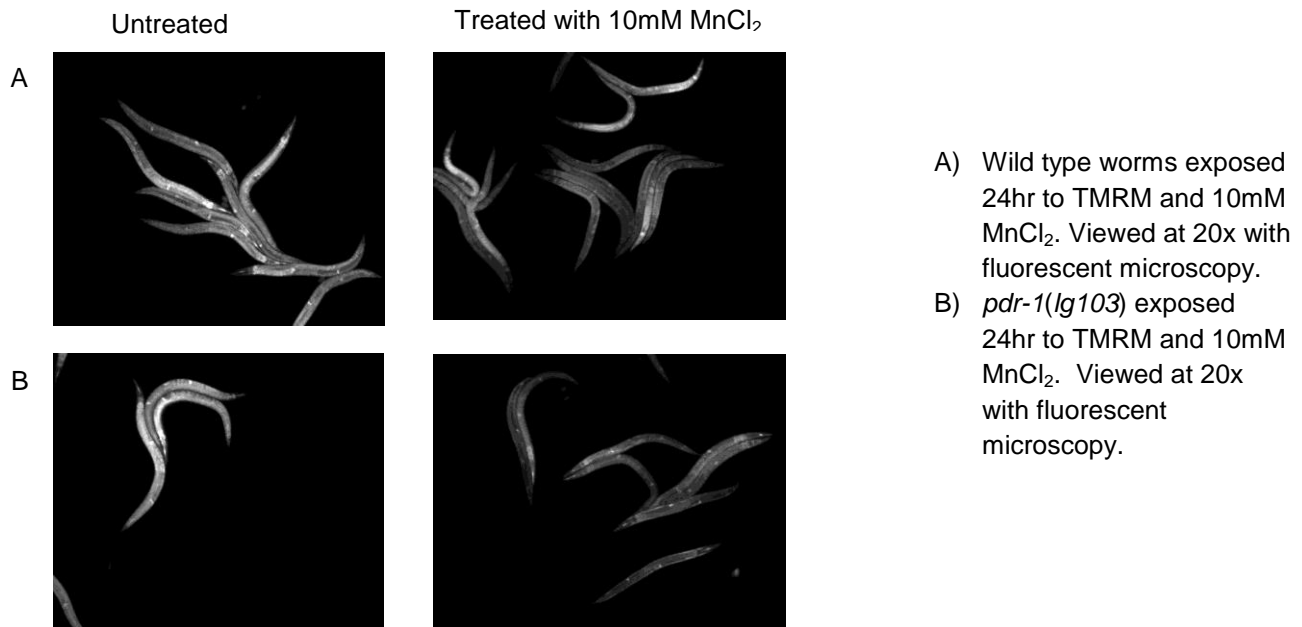 Untreated
Treated with 10mM MnCl₂
A
B
A) Wild type worms exposed
24hr to TMRM and 10mM
MnCl₂. Viewed at 20x with
fluorescent microscopy.
B) pdr-1(lg103) exposed
24hr to TMRM and 10mM
MnCl₂. Viewed at 20x
with fluorescent
microscopy.